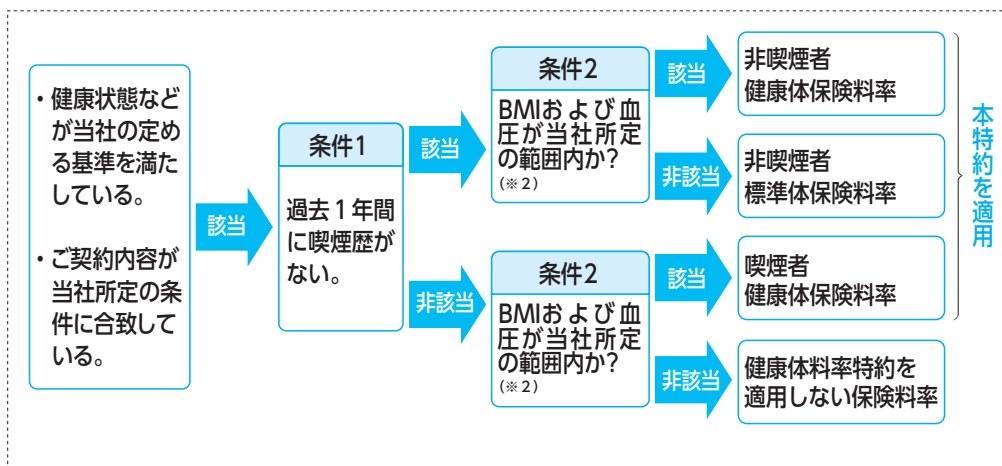 ・健康状態など
が当社の定め
る基準を満た
している。
・ご契約内容が
当社所定の条
件に合致して
いる。
該当
条件1
過去1年間
に喫煙歴が
ない。
該当
条件2
BMIおよび血
圧が当社所定
の範囲内か?
(※2)
該当
非喫煙者
健康体保険料率
非該当
非喫煙者
標準体保険料率
非該当
条件2
BMIおよび血
圧が当社所定
の範囲内か?
(※2)
該当
喫煙者
健康体保険料率
非該当
健康体料率特約を
適用しない保険料率
本特約を適用